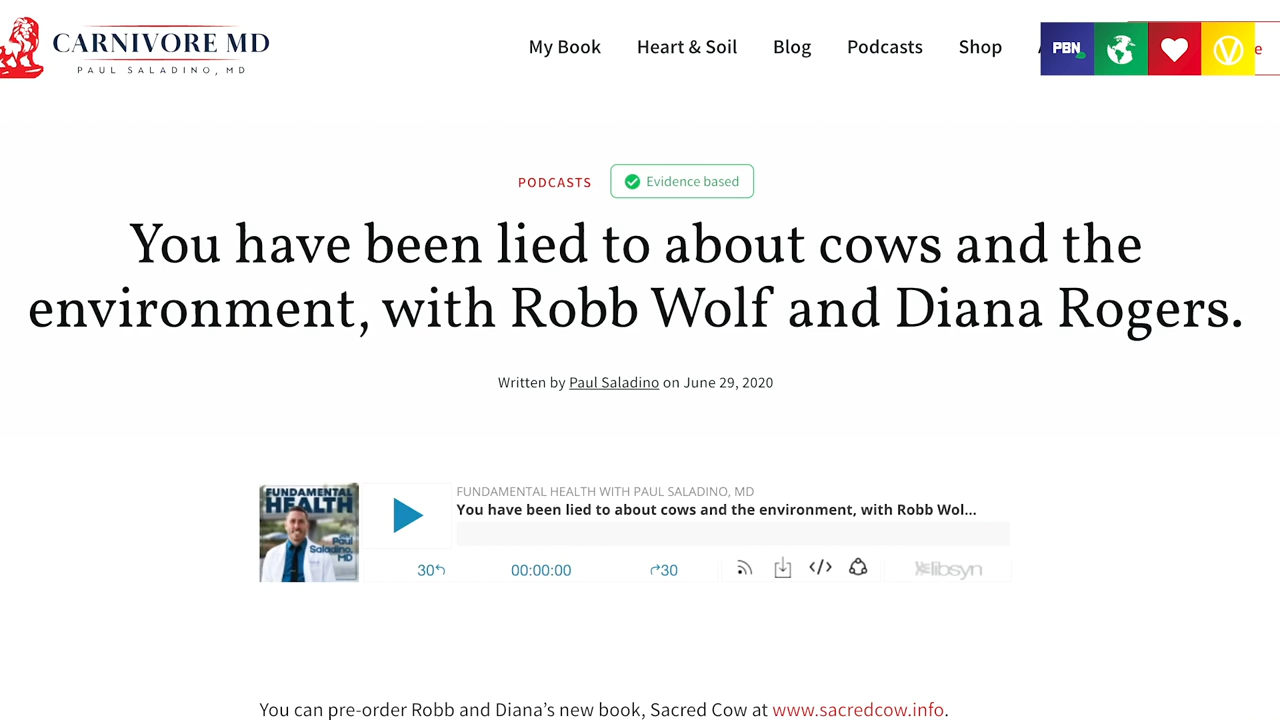 CARNIVORE MD
PAUL SALADINO, MD
My Book Heart & Soil Blog Podcasts Shop
PBN
PODCASTS Evidence based
You have been lied to about cows and the
environment, with Robb Wolf and Diana Rogers.
Written by Paul Saladino on June 29, 2020
FUNDAMENTAL
HEALTH
Paul
Saladino,
MD
FUNDAMENTAL HEALTH WITH PAUL SALADINO, MD
You have been lied to about cows and the environment, with Robb Wol...
30 00:00:00 30
libsyn
You can pre-order Robb and Diana's new book, Sacred Cow at www.sacredcow.info.